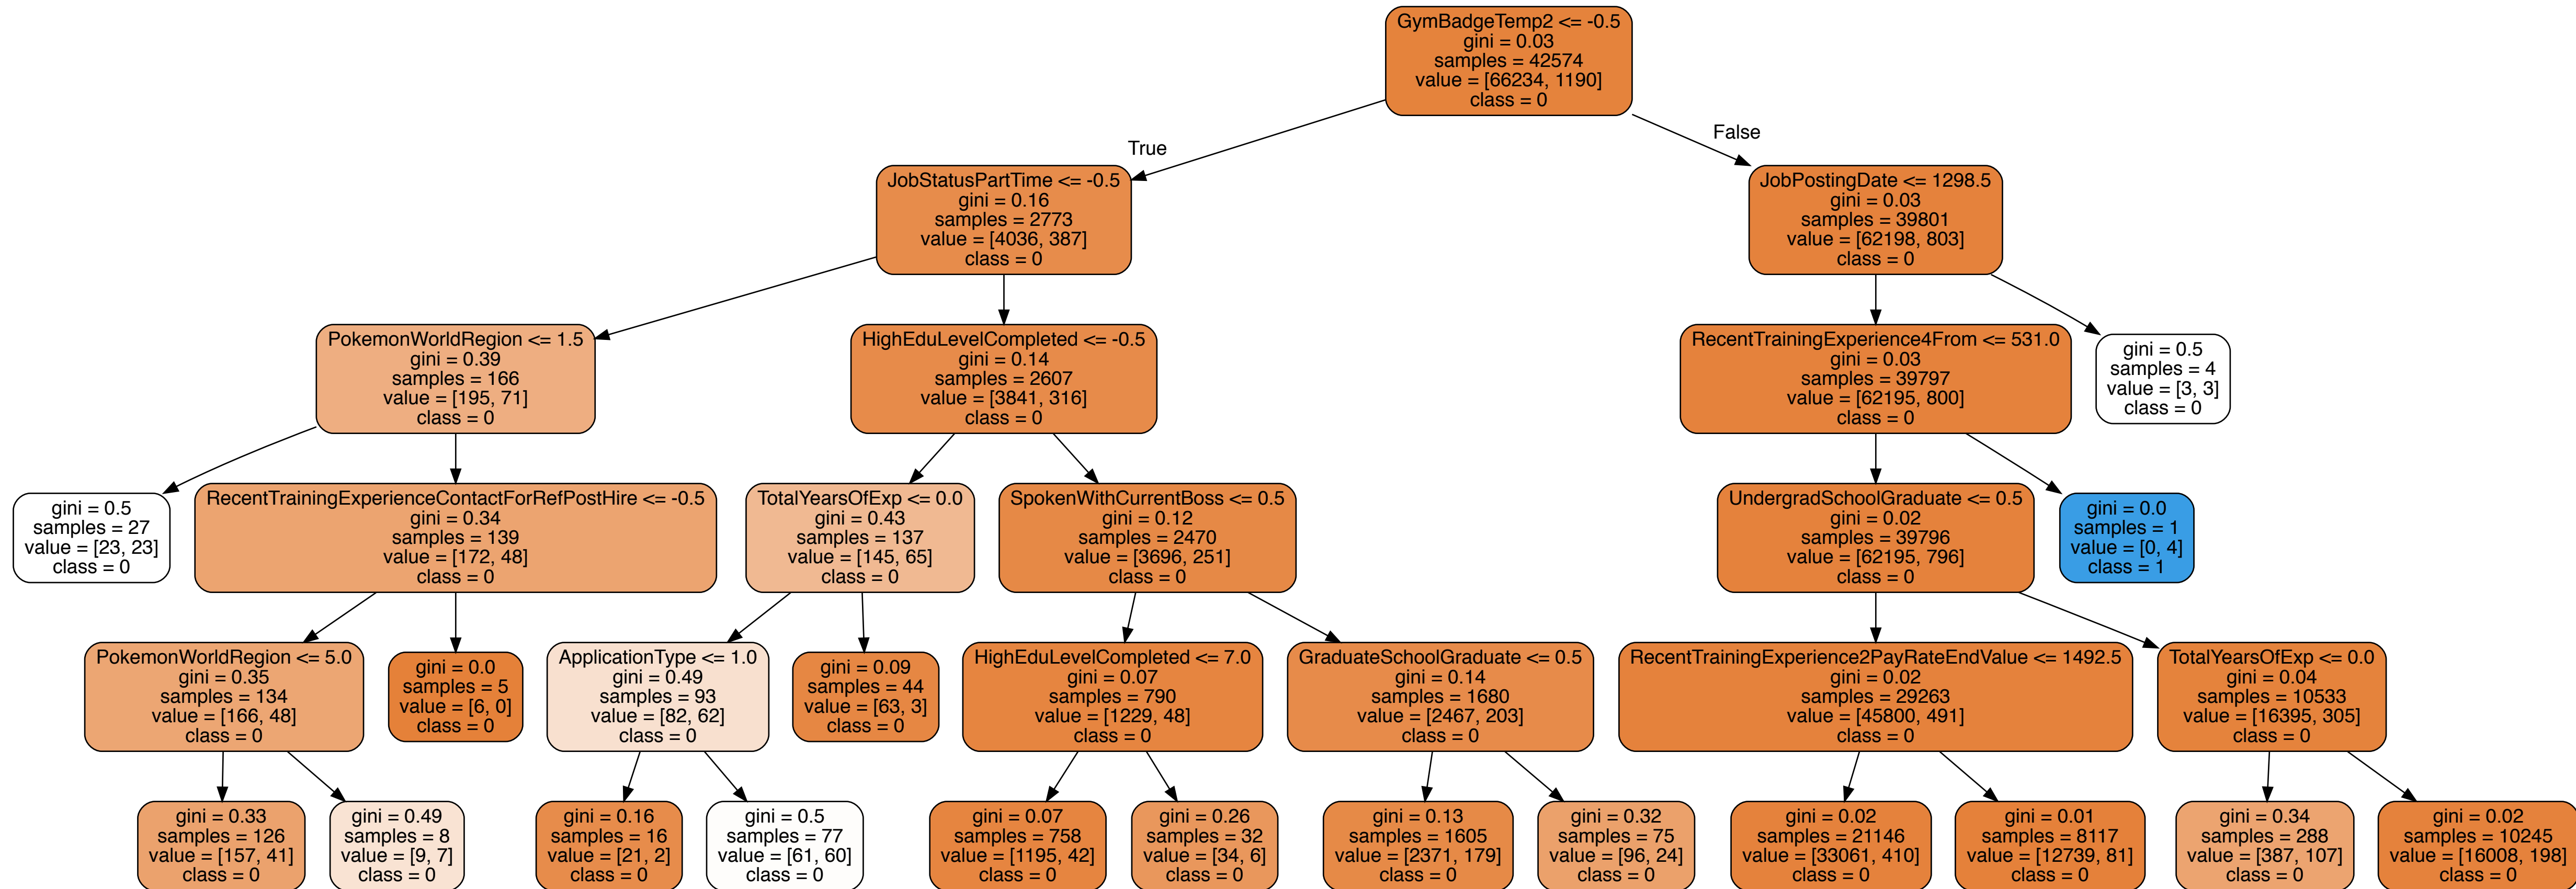 GymBadgeTemp2 <= -0.5
gini = 0.03
samples = 42574
value = [66234, 1190]
class = 0
True
False
JobStatusPartTime <= -0.5
gini = 0.16
samples = 2773
value = [4036, 387]
class = 0
JobPostingDate <= 1298.5
gini = 0.03
samples = 39801
value = [62198, 803]
class = 0
PokemonWorldRegion <= 1.5
gini = 0.39
samples = 166
value = [195, 71]
class = 0
HighEduLevelCompleted <= -0.5
gini = 0.14
samples = 2607
value = [3841, 316]
class = 0
RecentTrainingExperience4From <= 531.0
gini = 0.03
samples = 39797
value = [62195, 800]
class = 0
gini = 0.5
samples = 4
value = [3, 3]
class = 0
gini = 0.5
samples = 27
value = [23, 23]
class = 0
RecentTrainingExperienceContactForRefPostHire <= -0.5
gini = 0.34
samples = 139
value = [172, 48]
class = 0
TotalYearsOfExp <= 0.0
gini = 0.43
samples = 137
value = [145, 65]
class = 0
SpokenWithCurrentBoss <= 0.5
gini = 0.12
samples = 2470
value = [3696, 251]
class = 0
UndergradSchoolGraduate <= 0.5
gini = 0.02
samples = 39796
value = [62195, 796]
class = 0
gini = 0.0
samples = 1
value = [0, 4]
class = 1
PokemonWorldRegion <= 5.0
gini = 0.35
samples = 134
value = [166, 48]
class = 0
gini = 0.0
samples = 5
value = [6, 0]
class = 0
ApplicationType <= 1.0
gini = 0.49
samples = 93
value = [82, 62]
class = 0
gini = 0.09
samples = 44
value = [63, 3]
class = 0
HighEduLevelCompleted <= 7.0
gini = 0.07
samples = 790
value = [1229, 48]
class = 0
GraduateSchoolGraduate <= 0.5
gini = 0.14
samples = 1680
value = [2467, 203]
class = 0
RecentTrainingExperience2PayRateEndValue <= 1492.5
gini = 0.02
samples = 29263
value = [45800, 491]
class = 0
TotalYearsOfExp <= 0.0
gini = 0.04
samples = 10533
value = [16395, 305]
class = 0
gini = 0.33
samples = 126
value = [157, 41]
class = 0
gini = 0.49
samples = 8
value = [9, 7]
class = 0
gini = 0.16
samples = 16
value = [21, 2]
class = 0
gini = 0.5
samples = 77
value = [61, 60]
class = 0
gini = 0.07
samples = 758
value = [1195, 42]
class = 0
gini = 0.26
samples = 32
value = [34, 6]
class = 0
gini = 0.13
samples = 1605
value = [2371, 179]
class = 0
gini = 0.32
samples = 75
value = [96, 24]
class = 0
gini = 0.02
samples = 21146
value = [33061, 410]
class = 0
gini = 0.01
samples = 8117
value = [12739, 81]
class = 0
gini = 0.34
samples = 288
value = [387, 107]
class = 0
gini = 0.02
samples = 10245
value = [16008, 198]
class = 0